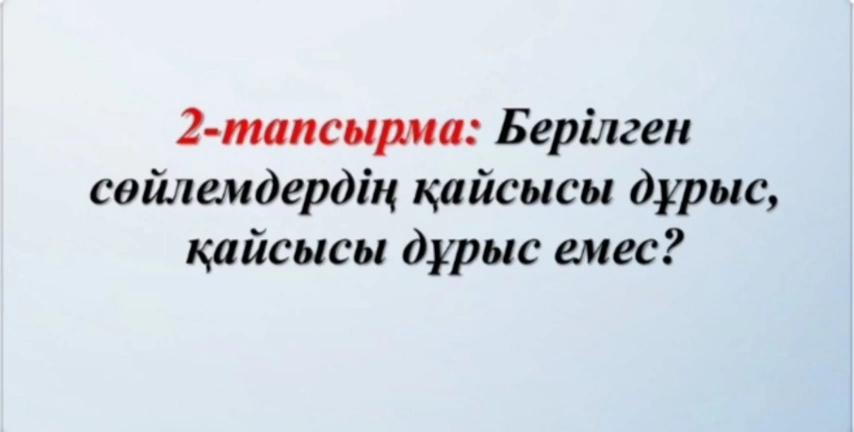 2-тапсырма: Берілген
сөйлемдердің қайсысы дұрыс,
қайсысы дұрыс емес?